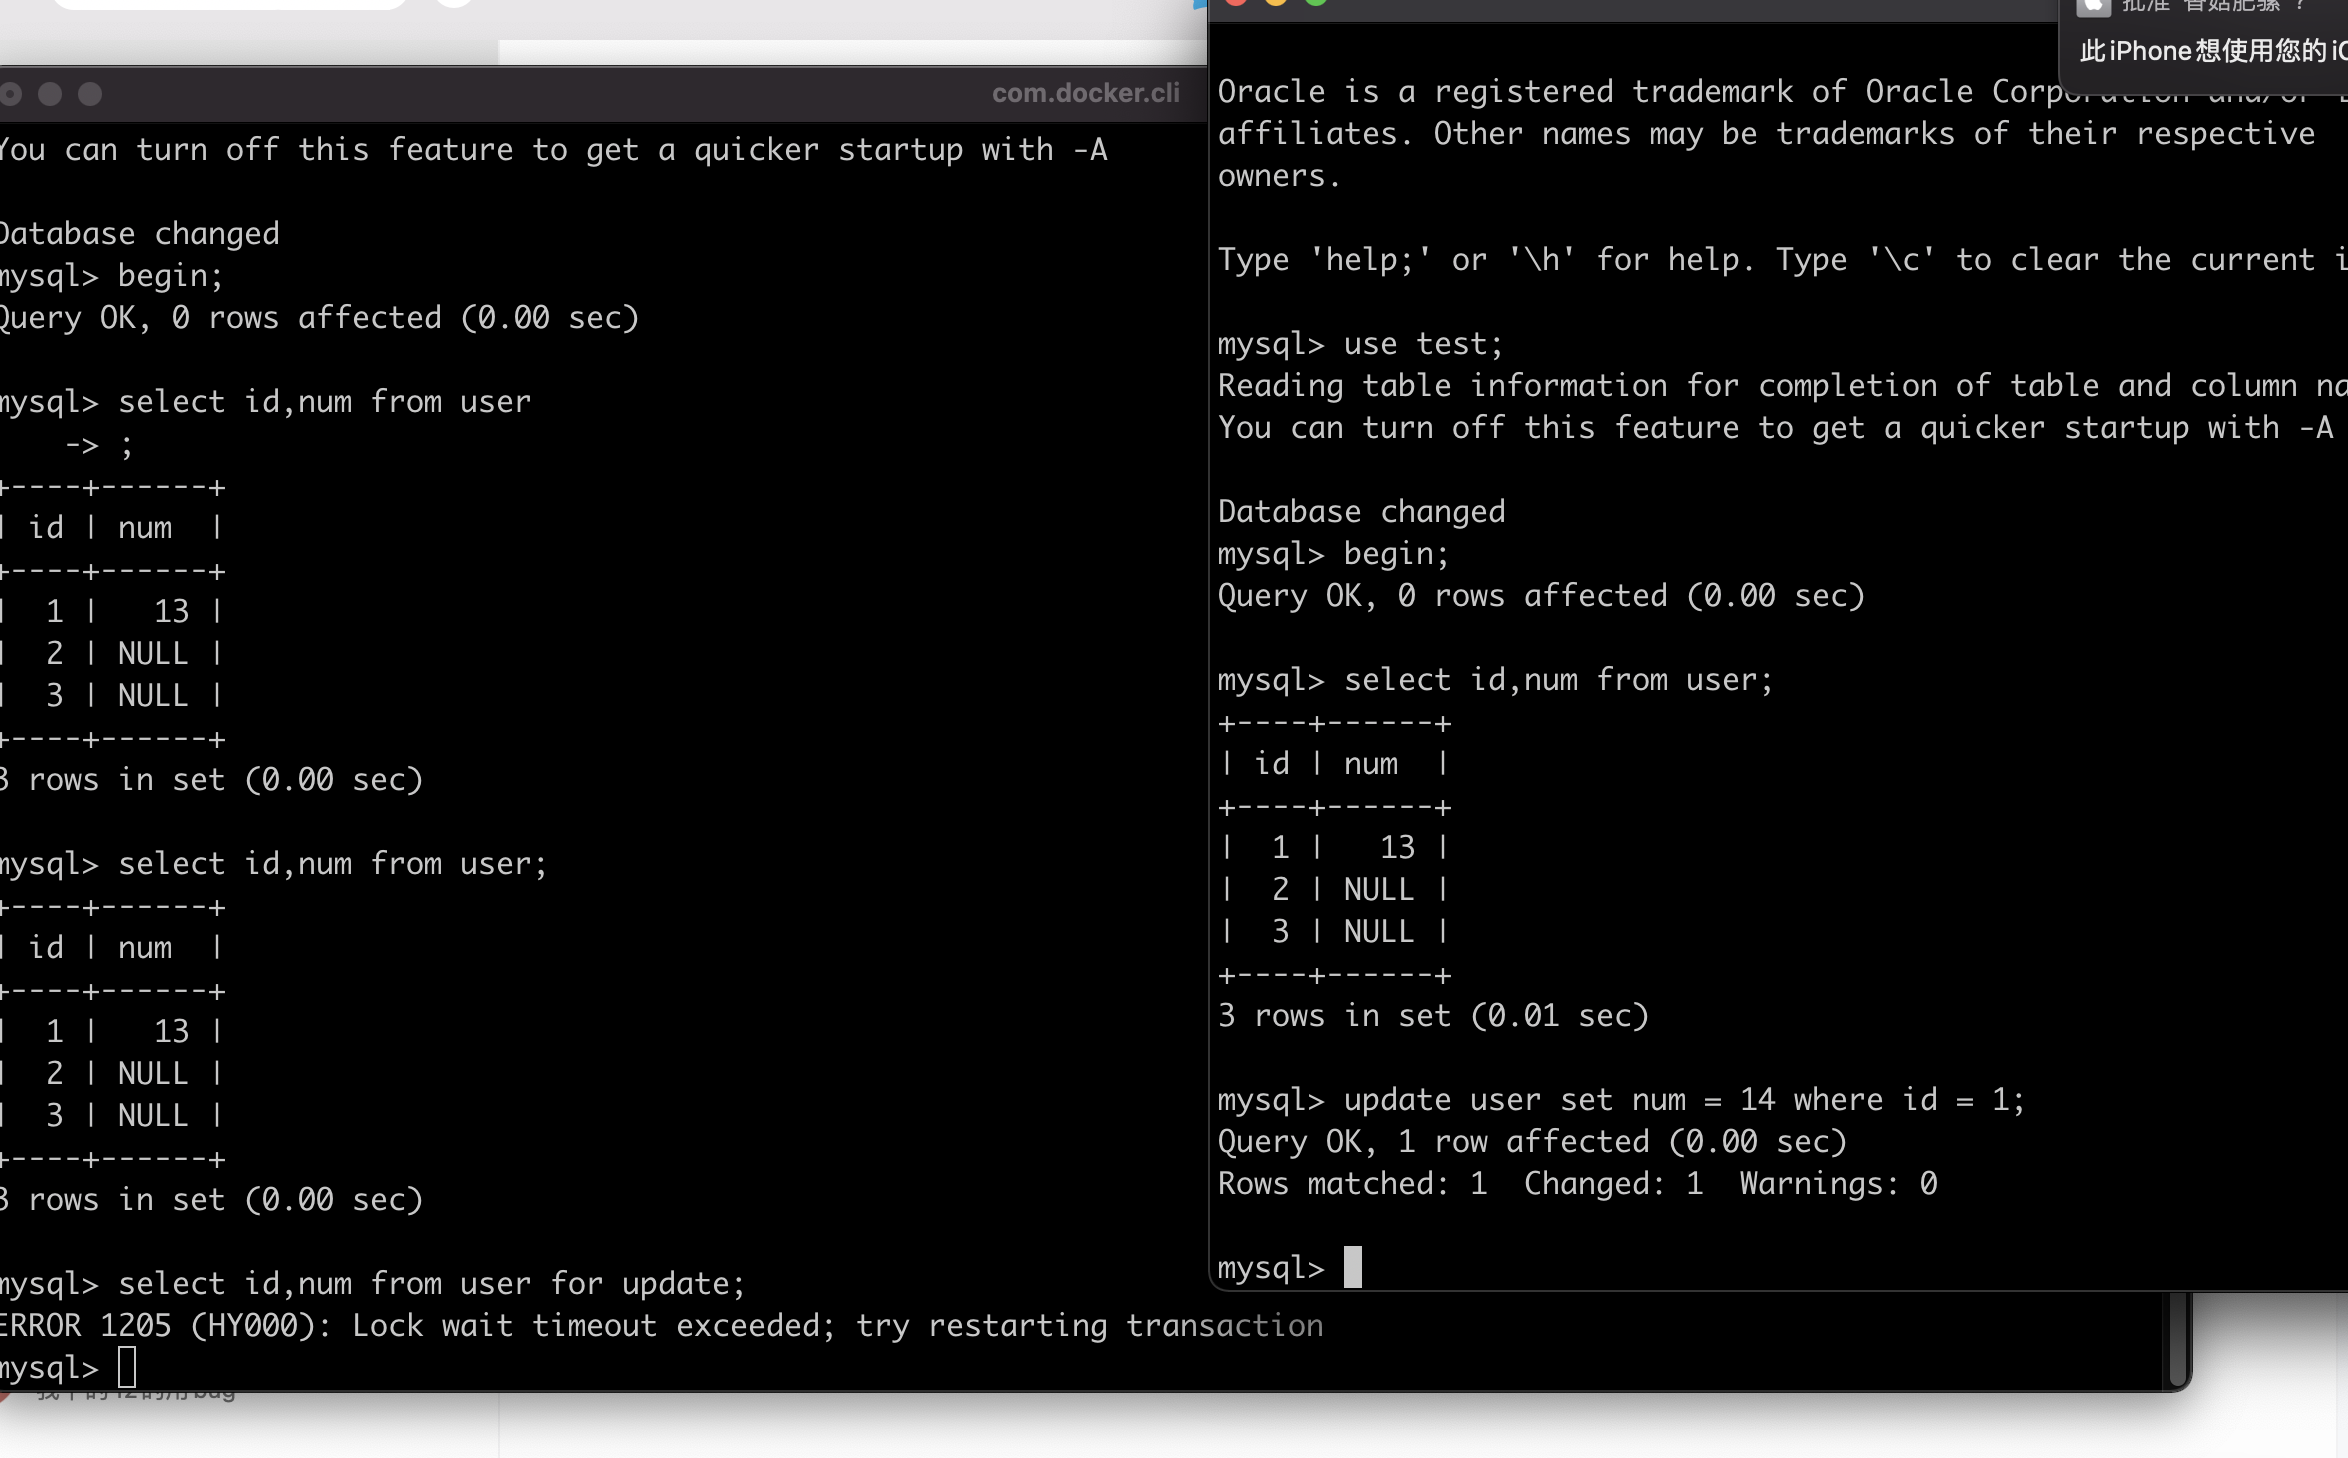 com.docker.cli
You can turn off this feature to get a quicker startup with -A
Database changed
mysql> begin;
Query OK, 0 rows affected (0.00 sec)
mysql> select id,num from user
    -> ;
+----+------+
| id | num  |
+----+------+
|  1 |   13 |
|  2 | NULL |
|  3 | NULL |
+----+------+
3 rows in set (0.00 sec)
mysql> select id,num from user;
+----+------+
| id | num  |
+----+------+
|  1 |   13 |
|  2 | NULL |
|  3 | NULL |
+----+------+
3 rows in set (0.00 sec)
mysql> select id,num from user for update;
ERROR 1205 (HY000): Lock wait timeout exceeded; try restarting transaction
mysql>
此iPhone想使用您的iC
Oracle is a registered trademark of Oracle Corporation and/or
affiliates. Other names may be trademarks of their respective
owners.
Type 'help;' or '\h' for help. Type '\c' to clear the current i
mysql> use test;
Reading table information for completion of table and column na
You can turn off this feature to get a quicker startup with -A
Database changed
mysql> begin;
Query OK, 0 rows affected (0.00 sec)
mysql> select id,num from user;
+----+------+
| id | num  |
+----+------+
|  1 |   13 |
|  2 | NULL |
|  3 | NULL |
+----+------+
3 rows in set (0.01 sec)
mysql> update user set num = 14 where id = 1;
Query OK, 1 row affected (0.00 sec)
Rows matched: 1  Changed: 1  Warnings: 0
mysql>